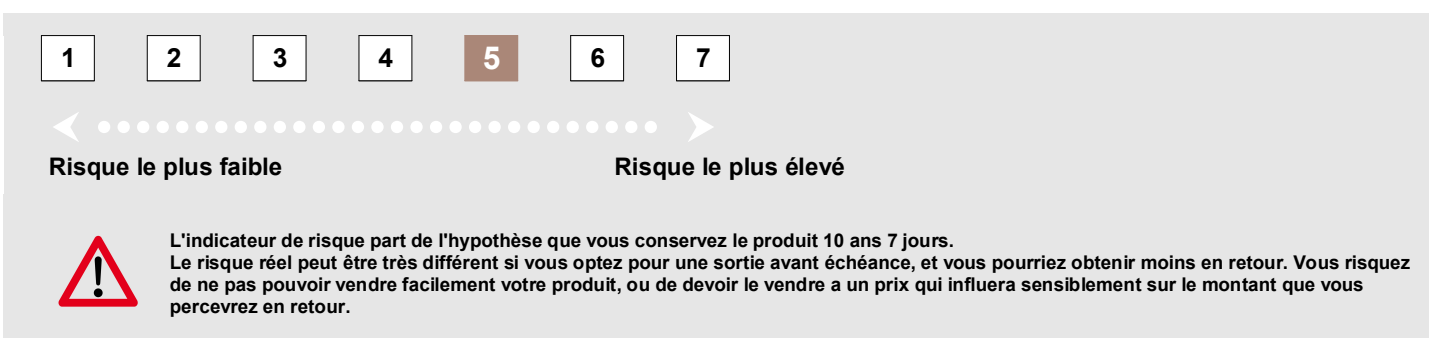 1 2 3 4 5 6 7
Risque le plus faible Risque le plus élevé
L'indicateur de risque part de l'hypothèse que vous conservez le produit 10 ans 7 jours.
Le risque réel peut être très différent si vous optez pour une sortie avant échéance, et vous pourriez obtenir moins en retour. Vous risquez
de ne pas pouvoir vendre facilement votre produit, ou de devoir le vendre a un prix qui influera sensiblement sur le montant que vous
percevrez en retour.